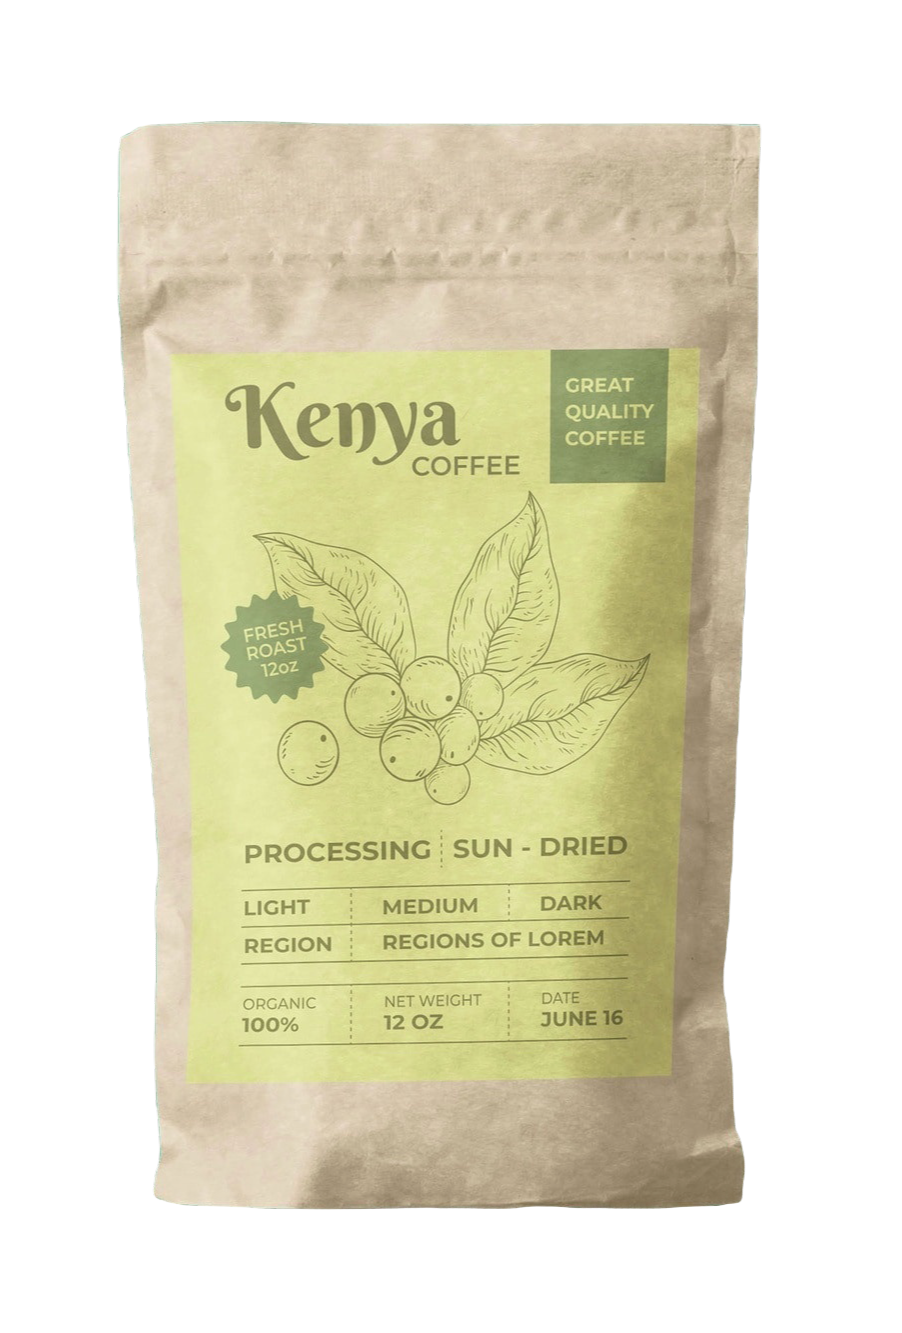 Kenya
COFFEE
GREAT
QUALITY
COFFEE
FRESH
ROAST
12oz
PROCESSING SUN - DRIED
LIGHT MEDIUM DARK
REGION REGIONS OF LOREM
ORGANIC NET WEIGHT DATE
100% 12 OZ JUNE 16